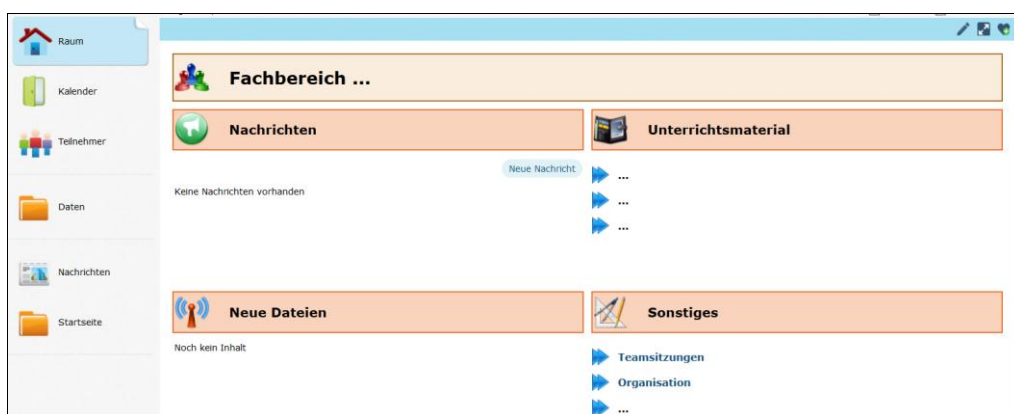 Raum
Kalender
Teilnehmer
Daten
Nachrichten
Startseite
Fachbereich ...
Nachrichten
Neue Nachricht
Keine Nachrichten vorhanden
Unterrichtsmaterial
...
...
...
Neue Dateien
Noch kein Inhalt
Sonstiges
Teamsitzungen
Organisation
...